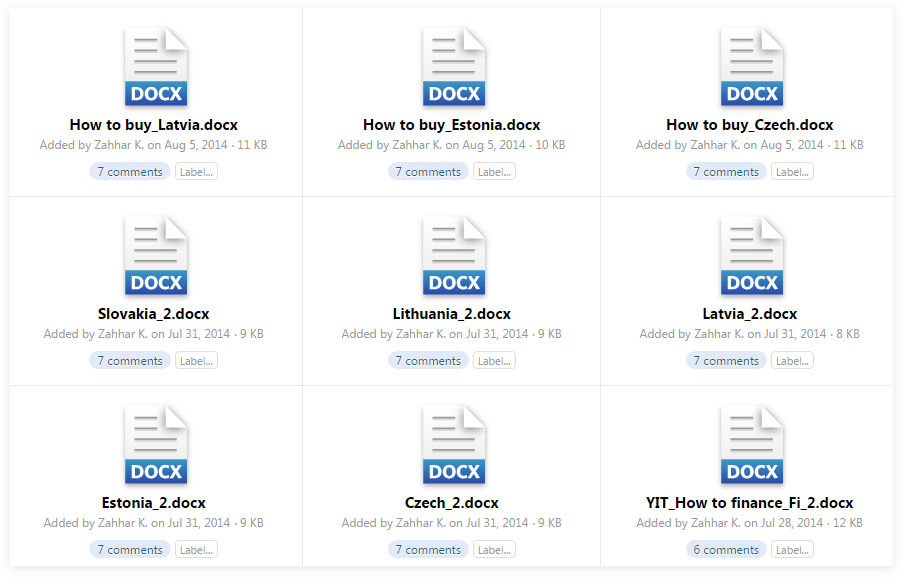 DOCX
How to buy_Latvia.docx
Added by Zahhar K. on Aug 5, 2014 · 11 KB
7 comments Label...
DOCX
How to buy_Estonia.docx
Added by Zahhar K. on Aug 5, 2014 · 10 KB
7 comments Label...
DOCX
How to buy_Czech.docx
Added by Zahhar K. on Aug 5, 2014 · 11 KB
7 comments Label...
DOCX
Slovakia_2.docx
Added by Zahhar K. on Jul 31, 2014 · 9 KB
7 comments Label...
DOCX
Lithuania_2.docx
Added by Zahhar K. on Jul 31, 2014 · 9 KB
7 comments Label...
DOCX
Latvia_2.docx
Added by Zahhar K. on Jul 31, 2014 · 8 KB
7 comments Label...
DOCX
Estonia_2.docx
Added by Zahhar K. on Jul 31, 2014 · 9 KB
7 comments Label...
DOCX
Czech_2.docx
Added by Zahhar K. on Jul 31, 2014 · 9 KB
7 comments Label...
DOCX
YIT_How to finance_Fi_2.docx
Added by Zahhar K. on Jul 28, 2014 · 12 KB
6 comments Label...